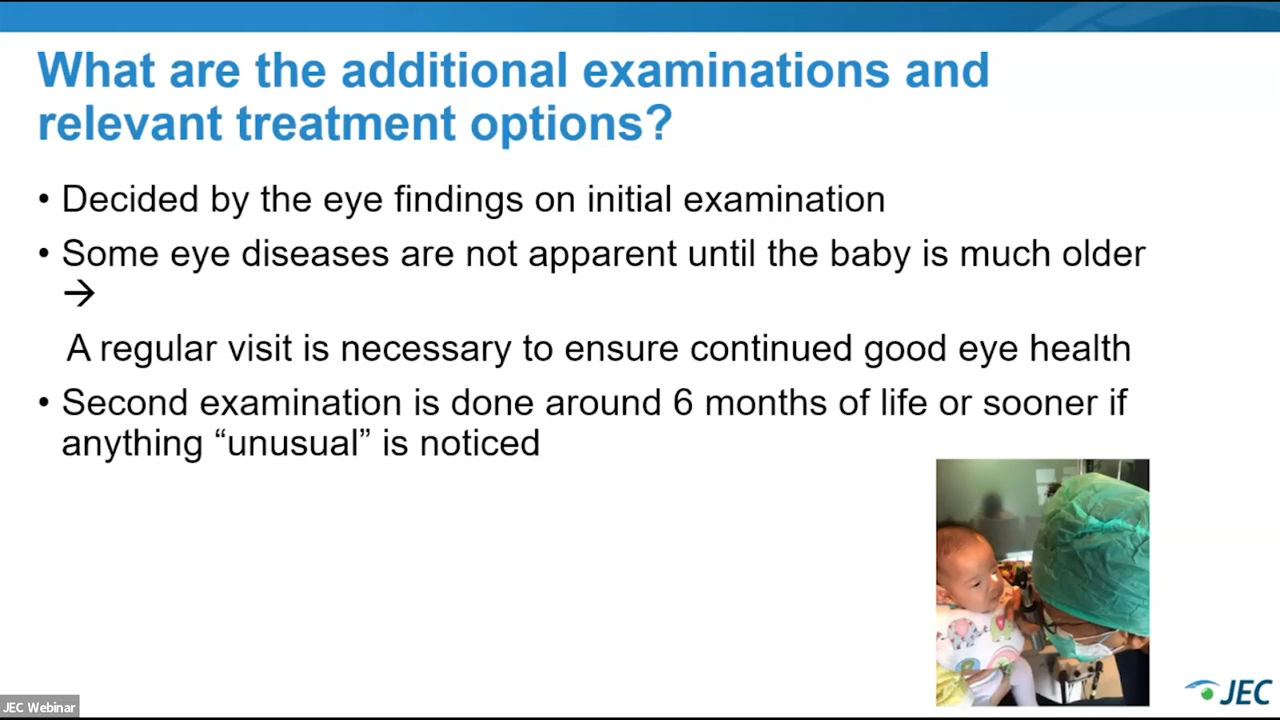 What are the additional examinations and
relevant treatment options?
• Decided by the eye findings on initial examination
• Some eye diseases are not apparent until the baby is much older
→
A regular visit is necessary to ensure continued good eye health
• Second examination is done around 6 months of life or sooner if
anything “unusual” is noticed
JEC
JEC Webinar